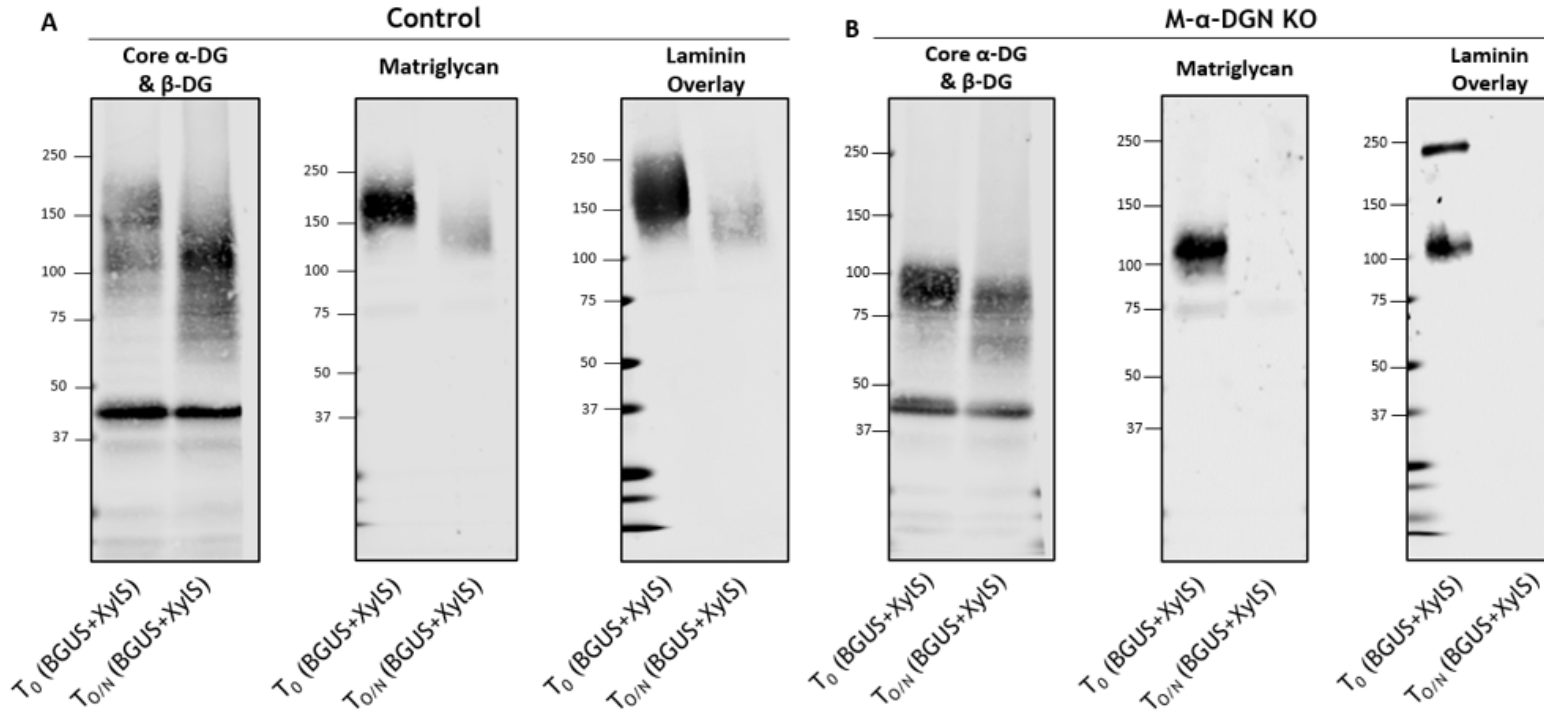 A
Control
Core α-DG
& β-DG
250
150
100
75
50
37
Matriglycan
250
150
100
75
50
37
Laminin
Overlay
250
150
100
75
50
37
T0 (BGUS+XylS)
TO/N (BGUS+XylS)
T0 (BGUS+XylS)
TO/N (BGUS+XylS)
T0 (BGUS+XylS)
TO/N (BGUS+XylS)
B
M-α-DGN KO
Core α-DG
& β-DG
250
150
100
75
50
37
Matriglycan
250
150
100
75
50
37
Laminin
Overlay
250
150
100
75
50
37
T0 (BGUS+XylS)
TO/N (BGUS+XylS)
T0 (BGUS+XylS)
TO/N (BGUS+XylS)
T0 (BGUS+XylS)
TO/N (BGUS+XylS)